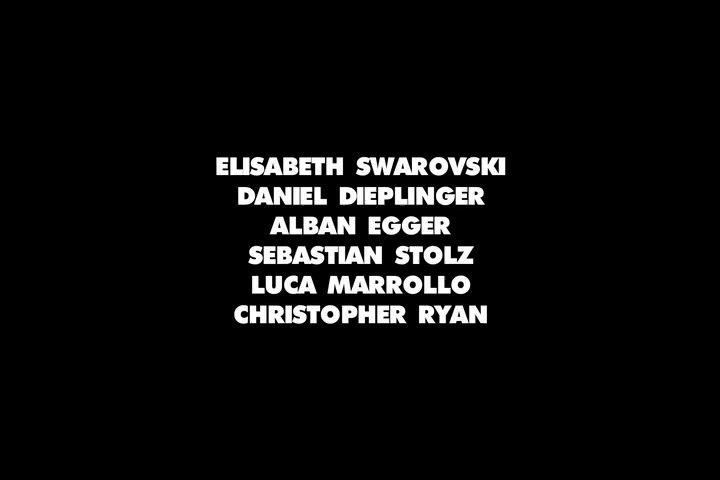 ELISABETH SWAROVSKI
DANIEL DIEPLINGER
ALBAN EGGER
SEBASTIAN STOLZ
LUCA MARROLLO
CHRISTOPHER RYAN